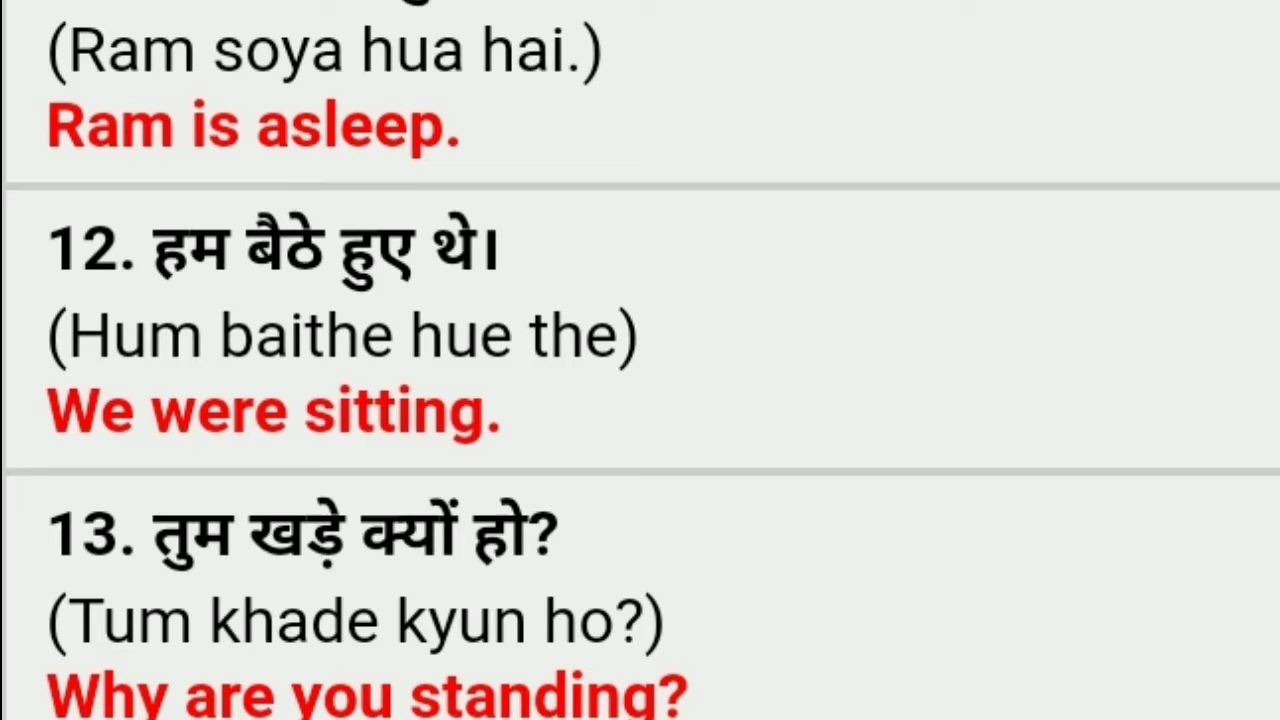 (Ram soya hua hai.)
Ram is asleep.
12. हम बैठे हुए थे।
(Hum baithe hue the)
We were sitting.
13. तुम खड़े क्यों हो?
(Tum khade kyun ho?)
Why are you standing?